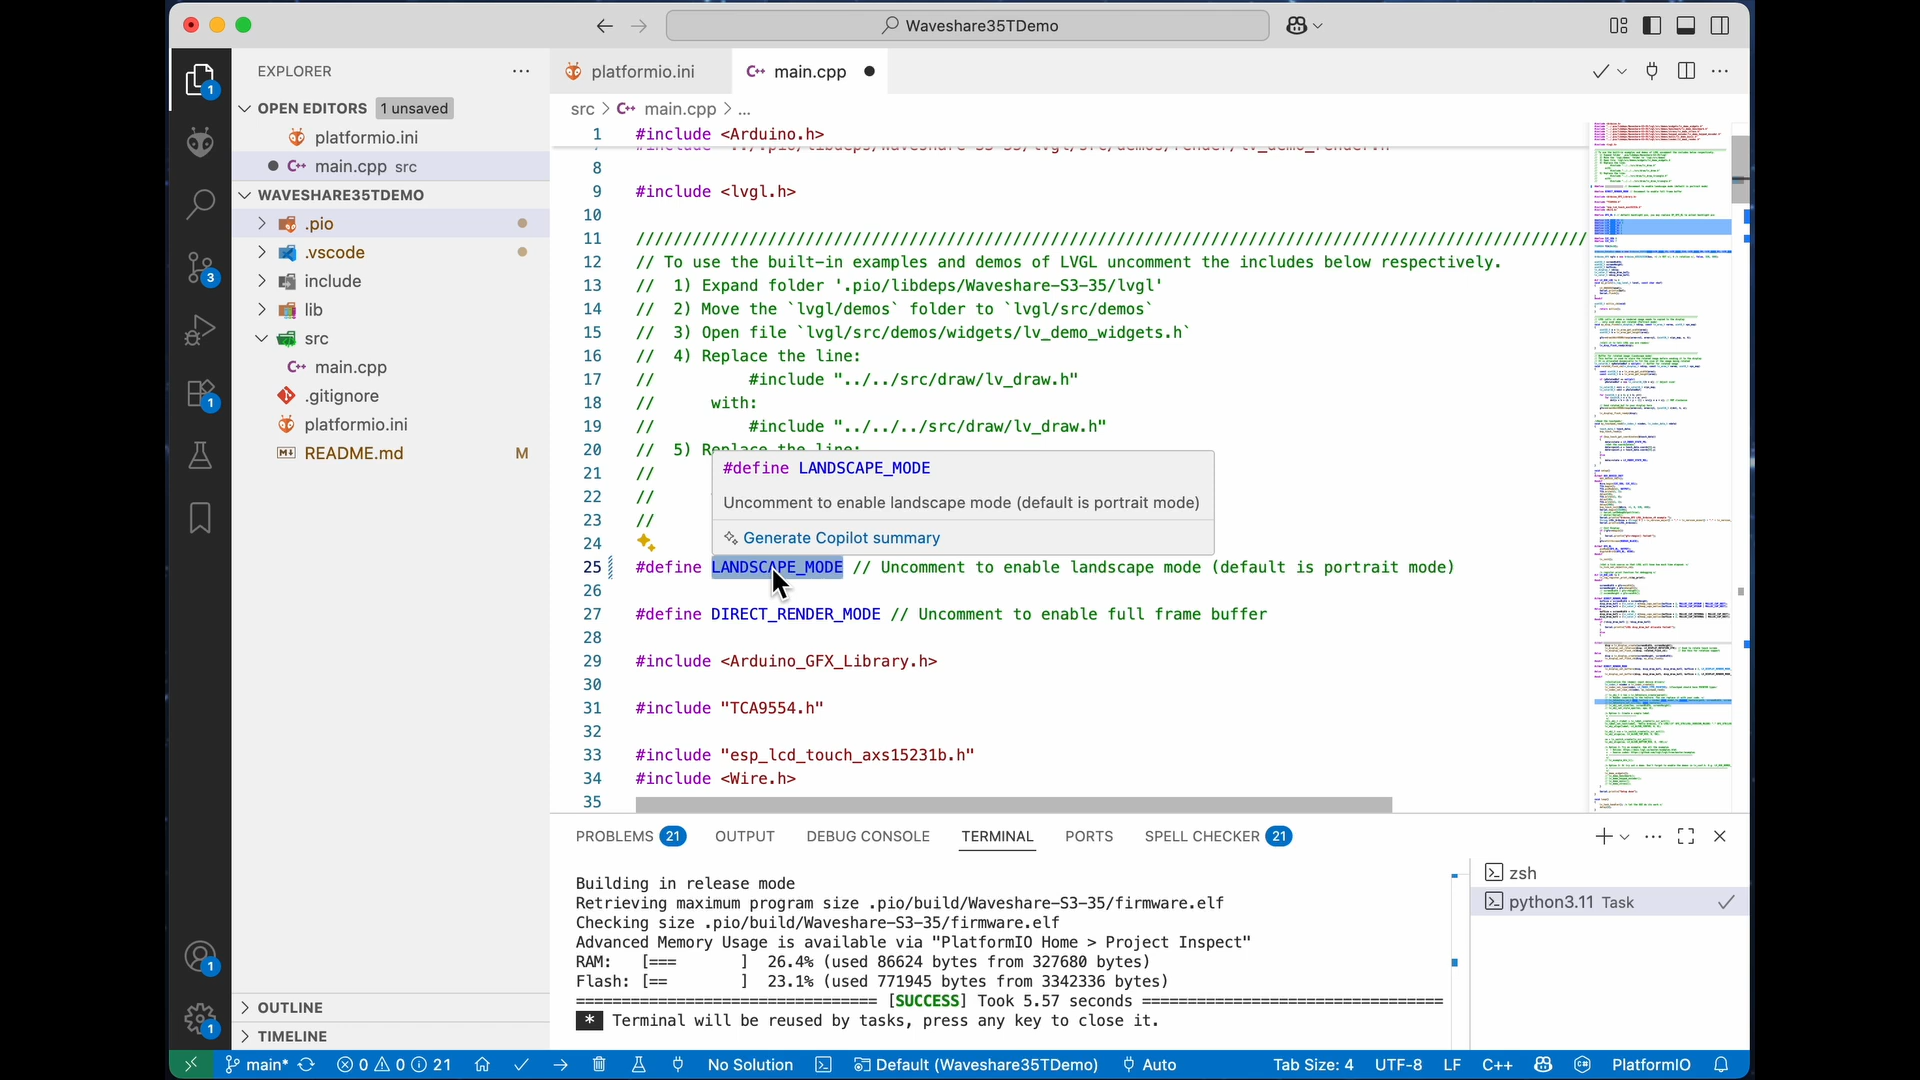 Waveshare35TDemo
EXPLORER
OPEN EDITORS 1 unsaved
platformio.ini
main.cpp src
WAVESHARE35TDEMO
.pio
.vscode
include
lib
src
main.cpp
.gitignore
platformio.ini
README.md M
OUTLINE
TIMELINE
1
3
1
1
1
platformio.ini
main.cpp
src > main.cpp > ...
1 #include <Arduino.h>
8
9 #include <lvgl.h>
10
11 ////////////////////////////////////////////////////////////////////////////////////////////////////
12 // To use the built-in examples and demos of LVGL uncomment the includes below respectively.
13 //  1) Expand folder '.pio/libdeps/Waveshare-S3-35/lvgl'
14 //  2) Move the `lvgl/demos` folder to `lvgl/src/demos`
15 //  3) Open file `lvgl/src/demos/widgets/lv_demo_widgets.h`
16 //  4) Replace the line:
17 //          #include "../../src/draw/lv_draw.h"
18 //      with:
19 //          #include "../../../src/draw/lv_draw.h"
20 //  5) Replace the line:
21 //
22 //
23 //
24
#define LANDSCAPE_MODE
Uncomment to enable landscape mode (default is portrait mode)
Generate Copilot summary
25 #define LANDSCAPE_MODE // Uncomment to enable landscape mode (default is portrait mode)
26
27 #define DIRECT_RENDER_MODE // Uncomment to enable full frame buffer
28
29 #include <Arduino_GFX_Library.h>
30
31 #include "TCA9554.h"
32
33 #include "esp_lcd_touch_axs15231b.h"
34 #include <Wire.h>
35
PROBLEMS 21 OUTPUT DEBUG CONSOLE TERMINAL PORTS SPELL CHECKER 21
Building in release mode
Retrieving maximum program size .pio/build/Waveshare-S3-35/firmware.elf
Checking size .pio/build/Waveshare-S3-35/firmware.elf
Advanced Memory Usage is available via "PlatformIO Home > Project Inspect"
RAM:   [===       ]  26.4% (used 86624 bytes from 327680 bytes)
Flash: [==        ]  23.1% (used 771945 bytes from 3342336 bytes)
================================= [SUCCESS] Took 5.57 seconds =================================
* Terminal will be reused by tasks, press any key to close it.
zsh
python3.11 Task
main* 0 0 21 No Solution Default (Waveshare35TDemo) Auto Tab Size: 4 UTF-8 LF C++ PlatformIO